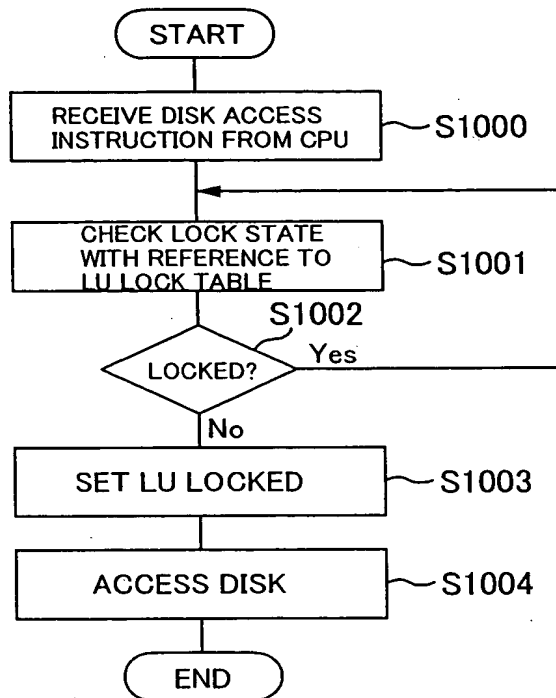 START
RECEIVE DISK ACCESS
INSTRUCTION FROM CPU
S1000
CHECK LOCK STATE
WITH REFERENCE TO
LU LOCK TABLE
S1001
S1002
LOCKED?
Yes
No
SET LU LOCKED
S1003
ACCESS DISK
S1004
END